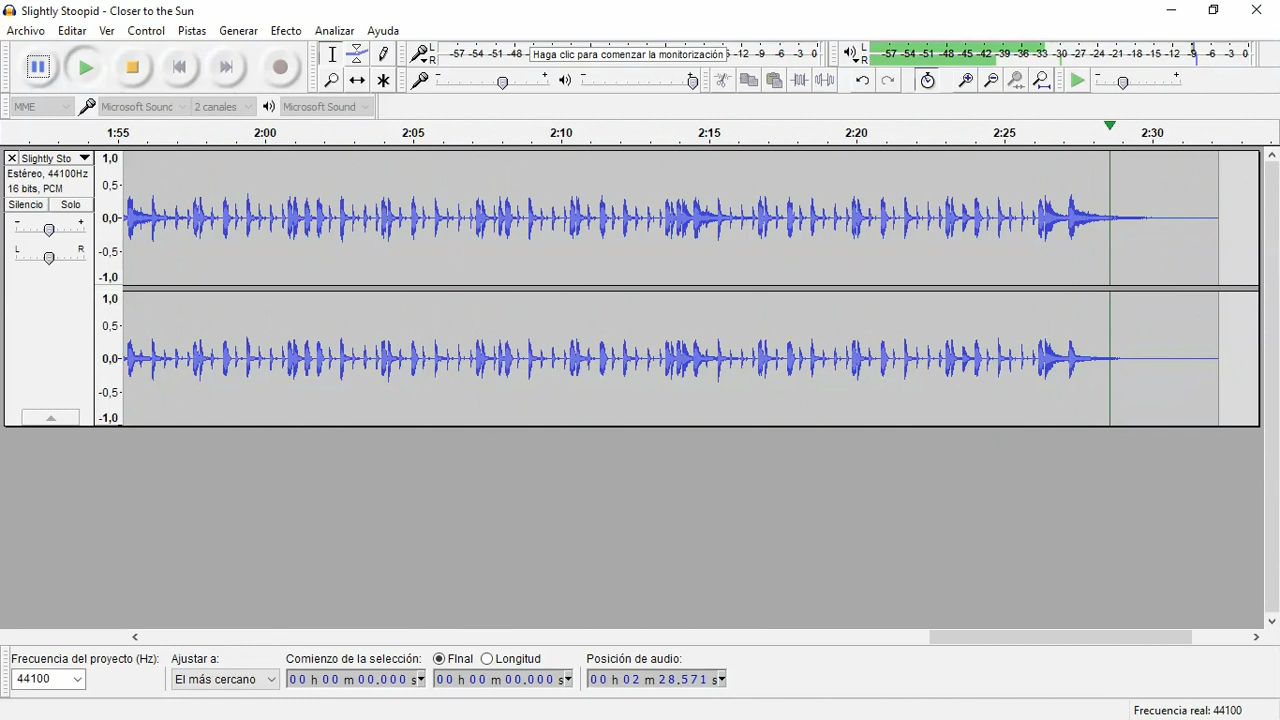 Slightly Stoopid - Closer to the Sun
Archivo Editar Ver Control Pistas Generar Efecto Analizar Ayuda
L R -57 -54 -51 -48 Haga clic para comenzar la monitorización -12 -9 -6 -3 0
L R -57 -54 -51 -48 -45 -42 -39 -36 -33 -30 -27 -24 -21 -18 -15 -12 -9 -6 -3 0
- + - + - +
MME Microsoft Sound 2 canales Microsoft Sound
1:55 2:00 2:05 2:10 2:15 2:20 2:25 2:30
Slightly Sto
Estéreo, 44100Hz
16 bits, PCM
Silencio Solo
- +
L R
1,0
0,5
0,0
-0,5
-1,0
1,0
0,5
0,0
-0,5
-1,0
Frecuencia del proyecto (Hz): Ajustar a: Comienzo de la selección: FInal Longitud Posición de audio:
44100 El más cercano 00 h 00 m 00.000 s 00 h 00 m 00.000 s 00 h 02 m 28.571 s
Frecuencia real: 44100